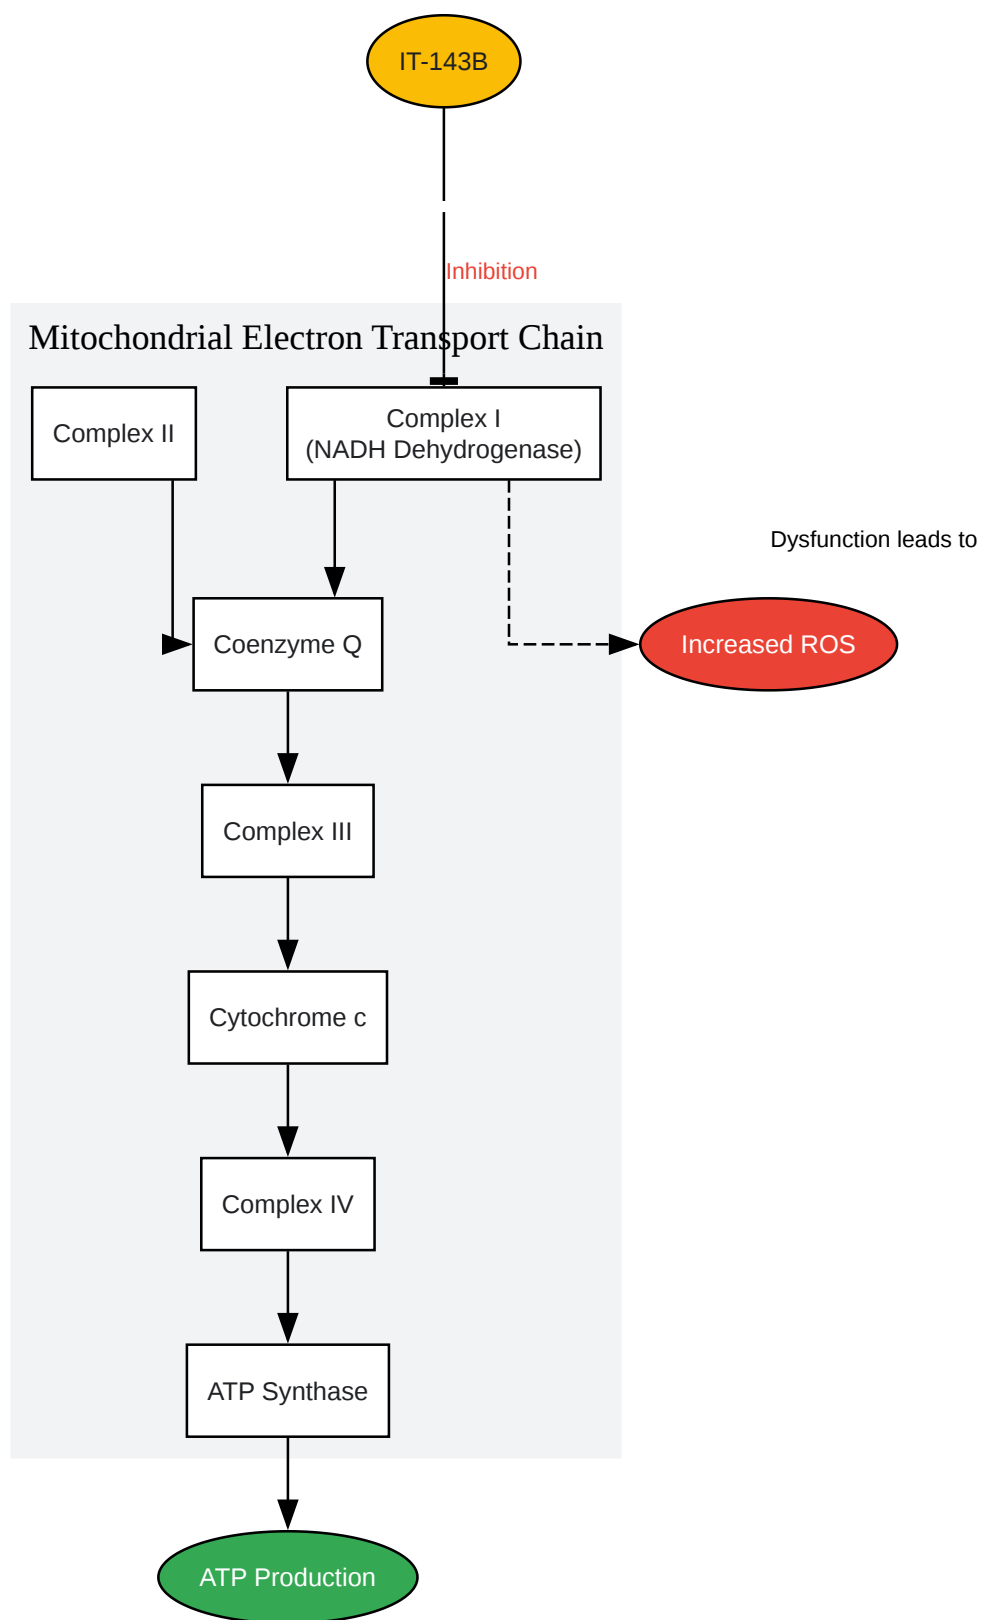 IT-143B
Inhibition
Mitochondrial Electron Transport Chain
Complex II
Complex I
(NADH Dehydrogenase)
Dysfunction leads to
Coenzyme Q
Increased ROS
Complex III
Cytochrome c
Complex IV
ATP Synthase
ATP Production